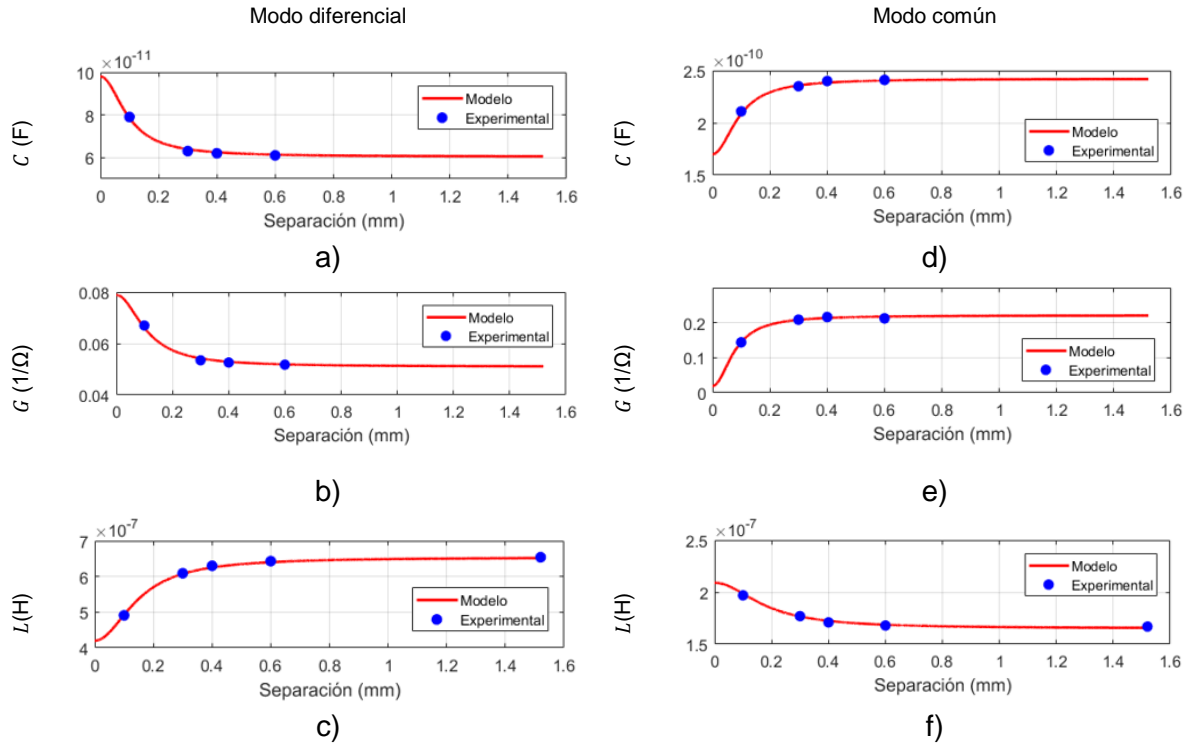 Modo diferencial
×10-11
10
8
6
C (F)
0 0.2 0.4 0.6 0.8 1 1.2 1.4 1.6
Separación (mm)
Modelo
Experimental
a)
0.08
0.06
0.04
G (1/Ω)
0 0.2 0.4 0.6 0.8 1 1.2 1.4 1.6
Separación (mm)
Modelo
Experimental
b)
×10-7
7
6
5
4
L(H)
0 0.2 0.4 0.6 0.8 1 1.2 1.4 1.6
Separación (mm)
Modelo
Experimental
c)
Modo común
×10-10
2.5
2
1.5
C (F)
0 0.2 0.4 0.6 0.8 1 1.2 1.4 1.6
Separación (mm)
Modelo
Experimental
d)
0.2
0.1
0
G (1/Ω)
0 0.2 0.4 0.6 0.8 1 1.2 1.4 1.6
Separación (mm)
Modelo
Experimental
e)
×10-7
2.5
2
1.5
L(H)
0 0.2 0.4 0.6 0.8 1 1.2 1.4 1.6
Separación (mm)
Modelo
Experimental
f)